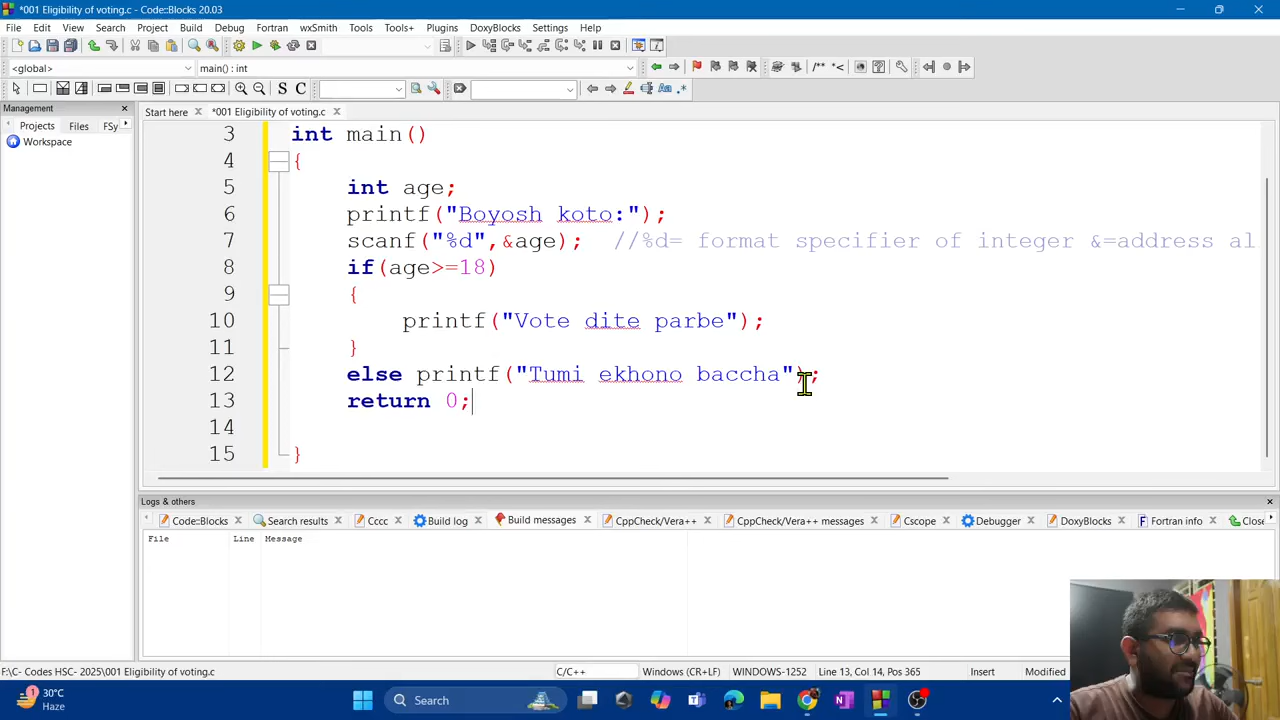 *001 Eligibility of voting.c - Code::Blocks 20.03
File Edit View Search Project Build Debug Fortran wxSmith Tools Tools+ Plugins DoxyBlocks Settings Help
<global> main() : int
S C
Management
Start here *001 Eligibility of voting.c
Projects Files FSy
Workspace
3 int main()
4 {
5 int age;
6 printf("Boyosh koto:");
7 scanf("%d",&age); //%d= format specifier of integer &=address al
8 if(age>=18)
9 {
10 printf("Vote dite parbe");
11 }
12 else printf("Tumi ekhono baccha");
13 return 0;
14
15 }
Logs & others
Code::Blocks Search results Cccc Build log Build messages CppCheck/Vera++ CppCheck/Vera++ messages Cscope Debugger DoxyBlocks Fortran info Close
File Line Message
F:\C- Codes HSC- 2025\001 Eligibility of voting.c C/C++ Windows (CR+LF) WINDOWS-1252 Line 13, Col 14, Pos 365 Insert Modified
1
30°C
Haze
Search